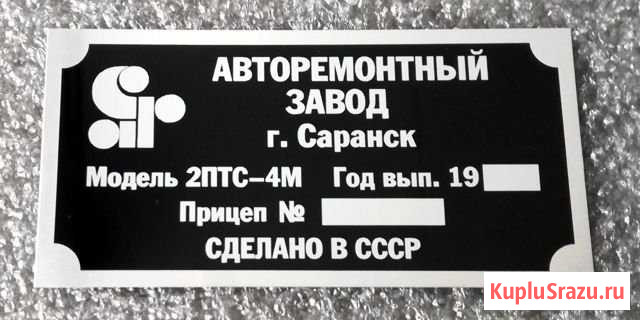 АВТОРЕМОНТНЫЙ
ЗАВОД
г. Саранск
Модель 2ПТС–4М Год вып. 19
Прицеп №
СДЕЛАНО В СССР
KupluSrazu.ru